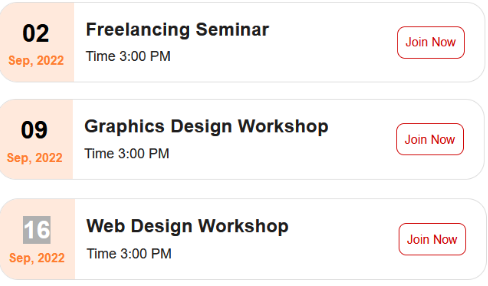 02
Sep, 2022
Freelancing Seminar
Time 3:00 PM
Join Now
09
Sep, 2022
Graphics Design Workshop
Time 3:00 PM
Join Now
16
Sep, 2022
Web Design Workshop
Time 3:00 PM
Join Now